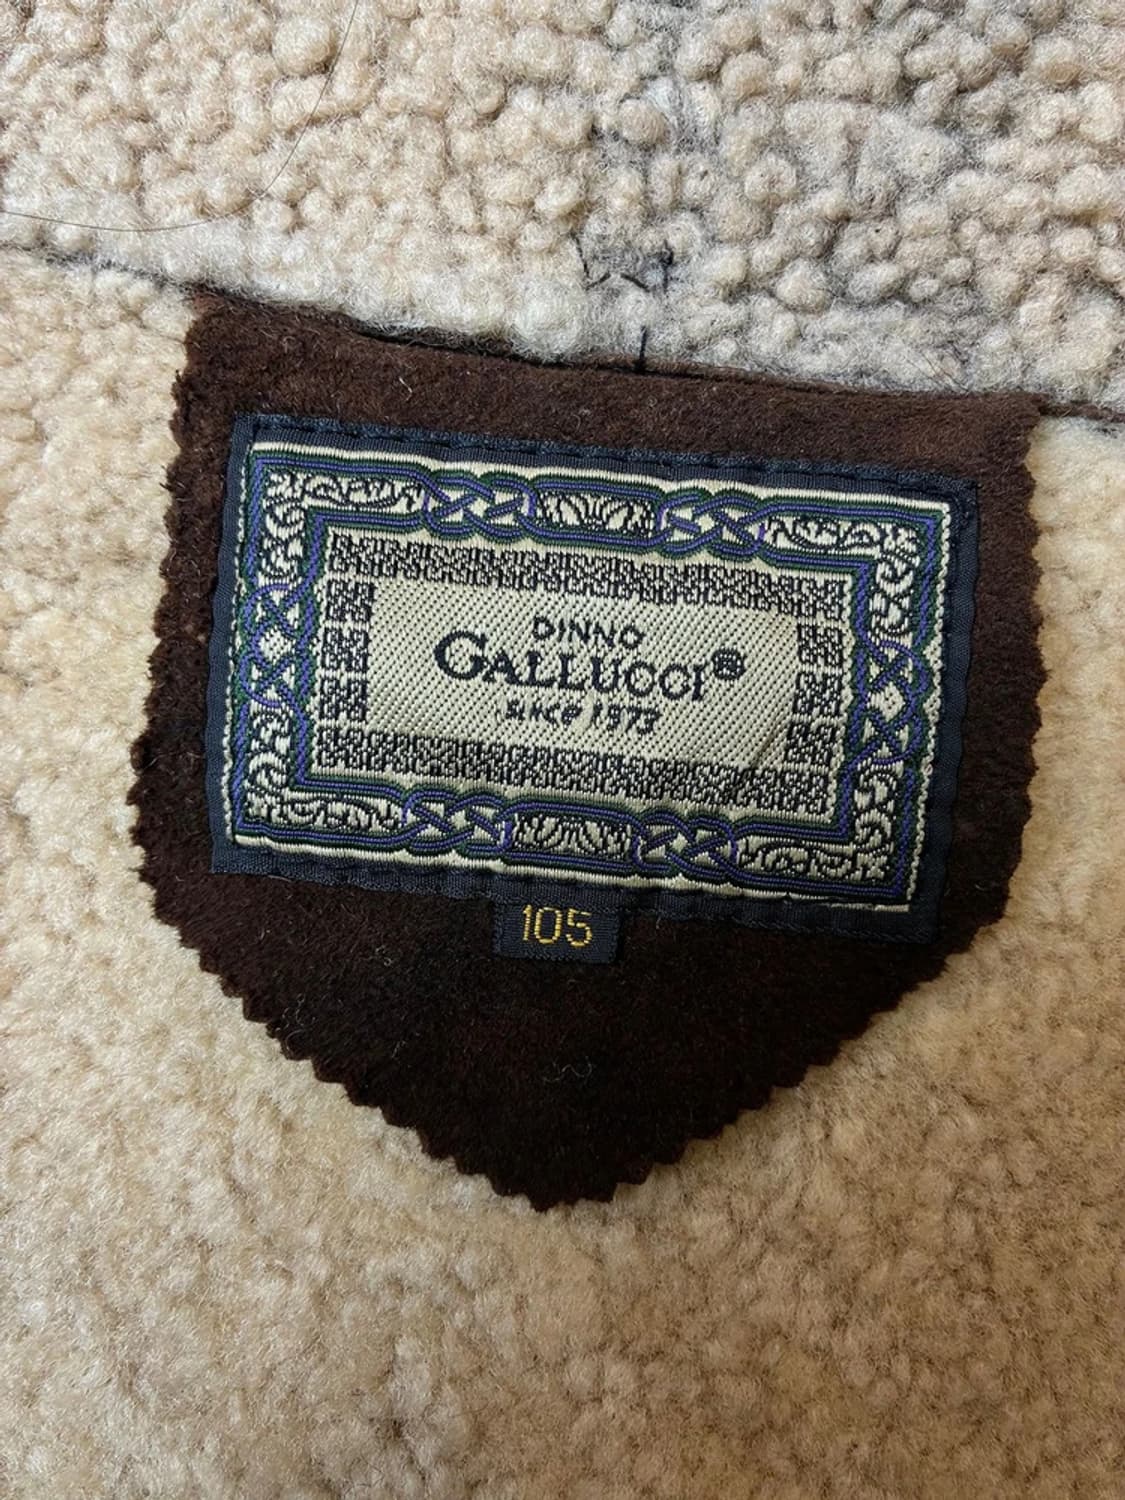 DINNO
GALLUCCI®
SINCE 1973
105